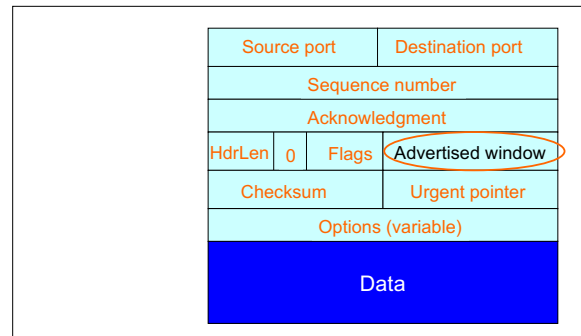 Source port Destination port
Sequence number
Acknowledgment
HdrLen 0 Flags Advertised window
Checksum Urgent pointer
Options (variable)
Data